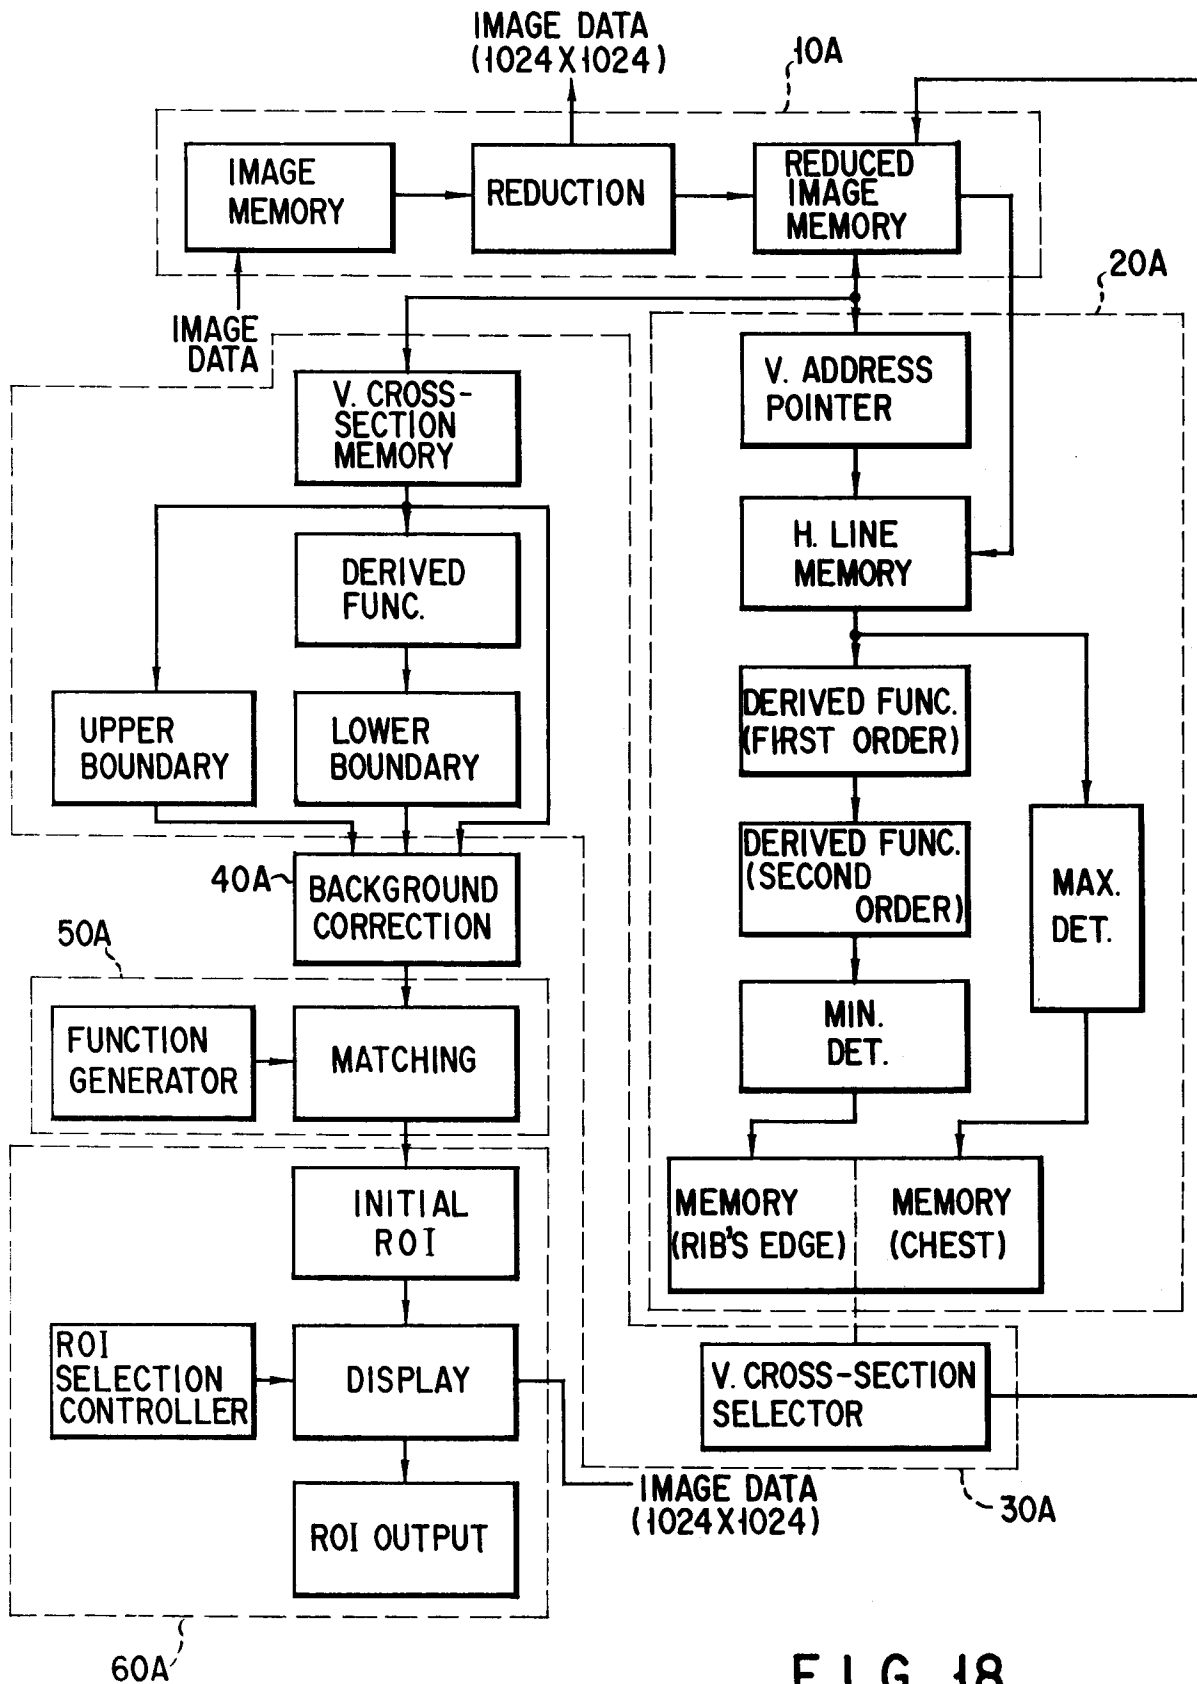 IMAGE DATA
(1024X1024)
10A
IMAGE
MEMORY
REDUCTION
REDUCED
IMAGE
MEMORY
20A
IMAGE
DATA
V. CROSS-
SECTION
MEMORY
V. ADDRESS
POINTER
H. LINE
MEMORY
DERIVED
FUNC.
UPPER
BOUNDARY
LOWER
BOUNDARY
DERIVED FUNC.
(FIRST ORDER)
DERIVED FUNC.
(SECOND
ORDER)
MAX.
DET.
40A
BACKGROUND
CORRECTION
50A
FUNCTION
GENERATOR
MATCHING
MIN.
DET.
INITIAL
ROI
MEMORY
(RIB'S EDGE)
MEMORY
(CHEST)
ROI
SELECTION
CONTROLLER
DISPLAY
V. CROSS-SECTION
SELECTOR
IMAGE DATA
(1024X1024)
30A
ROI OUTPUT
60A
FIG. 18